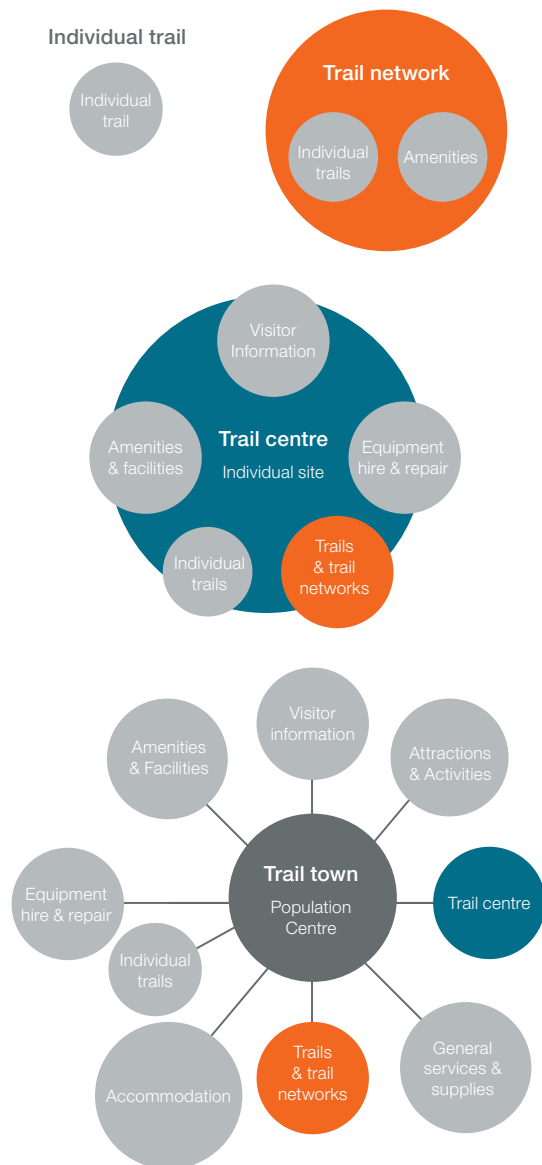 Individual trail
Individual
trail
Trail network
Individual
trails
Amenities
Visitor
Information
Amenities
& facilities
Trail centre
Individual site
Equipment
hire & repair
Individual
trails
Trails
& trail
networks
Visitor
information
Amenities
& Facilities
Attractions
& Activities
Trail town
Population
Centre
Equipment
hire & repair
Trail centre
Individual
trails
Accommodation
Trails
& trail
networks
General
services &
supplies